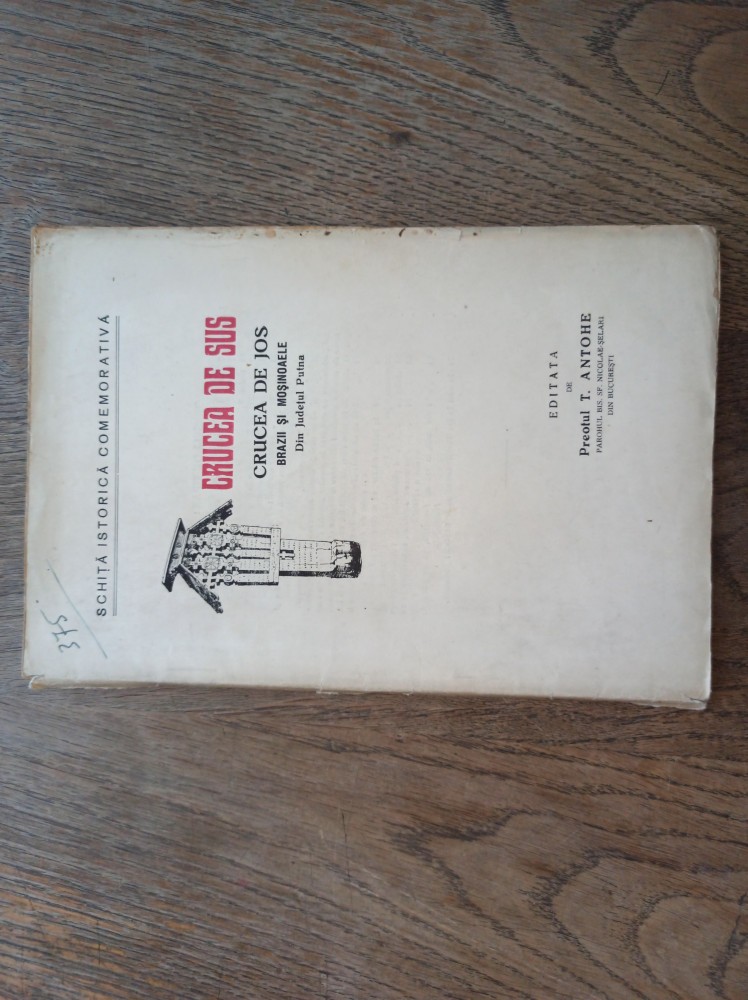 375
SCHIȚĂ ISTORICĂ COMEMORATIVĂ
CRUCEA DE SUS
CRUCEA DE JOS
BRAZII ȘI MOȘINOAELE
Din Județul Putna
EDITATA
DE
Preotul T. ANTOHE
PAROHUL BIS. SF. NICOLAE-ȘELARI
DIN BUCUREȘTI